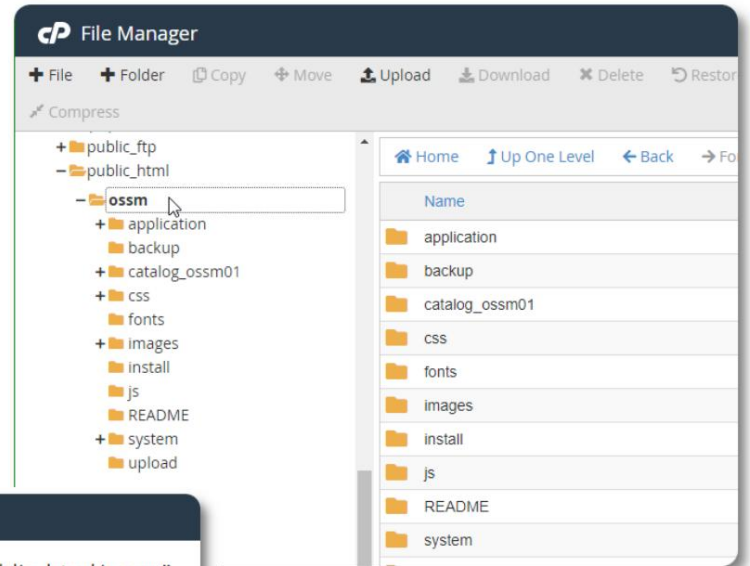 cP File Manager
+ File + Folder Copy Move Upload Download Delete Restor
Compress
public_ftp
public_html
ossm
application
backup
catalog_ossm01
css
fonts
images
install
js
README
system
upload
Home Up One Level Back Fo
Name
application
backup
catalog_ossm01
css
fonts
images
install
js
README
system